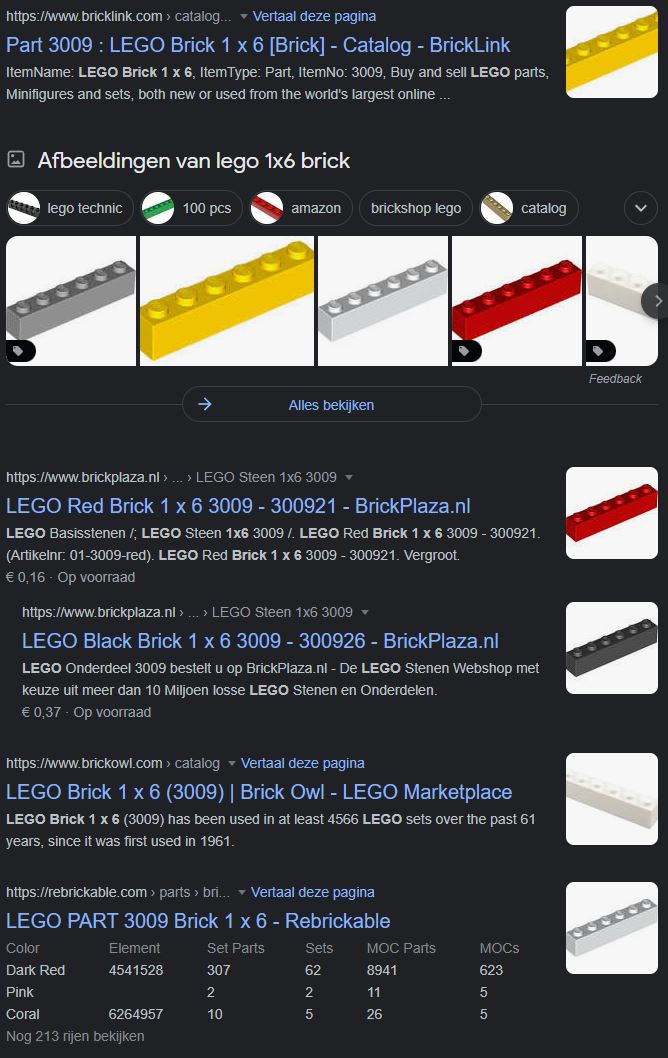 https://www.bricklink.com › catalog... Vertaal deze pagina
Part 3009 : LEGO Brick 1 x 6 [Brick] - Catalog - BrickLink
ItemName: LEGO Brick 1 x 6, ItemType: Part, ItemNo: 3009, Buy and sell LEGO parts,
Minifigures and sets, both new or used from the world's largest online ...
Afbeeldingen van lego 1x6 brick
lego technic 100 pcs amazon brickshop lego catalog
Feedback
Alles bekijken
https://www.brickplaza.nl › ... › LEGO Steen 1x6 3009
LEGO Red Brick 1 x 6 3009 - 300921 - BrickPlaza.nl
LEGO Basisstenen /; LEGO Steen 1x6 3009 /. LEGO Red Brick 1 x 6 3009 - 300921.
(Artikelnr: 01-3009-red). LEGO Red Brick 1 x 6 3009 - 300921. Vergroot.
€ 0,16 · Op voorraad
https://www.brickplaza.nl › ... › LEGO Steen 1x6 3009
LEGO Black Brick 1 x 6 3009 - 300926 - BrickPlaza.nl
LEGO Onderdeel 3009 bestelt u op BrickPlaza.nl - De LEGO Stenen Webshop met
keuze uit meer dan 10 Miljoen losse LEGO Stenen en Onderdelen.
€ 0,37 · Op voorraad
https://www.brickowl.com › catalog Vertaal deze pagina
LEGO Brick 1 x 6 (3009) | Brick Owl - LEGO Marketplace
LEGO Brick 1 x 6 (3009) has been used in at least 4566 LEGO sets over the past 61
years, since it was first used in 1961.
https://rebrickable.com › parts › bri... Vertaal deze pagina
LEGO PART 3009 Brick 1 x 6 - Rebrickable
Color Element Set Parts Sets MOC Parts MOCs
Dark Red 4541528 307 62 8941 623
Pink 2 2 11 5
Coral 6264957 10 5 26 5
Nog 213 rijen bekijken